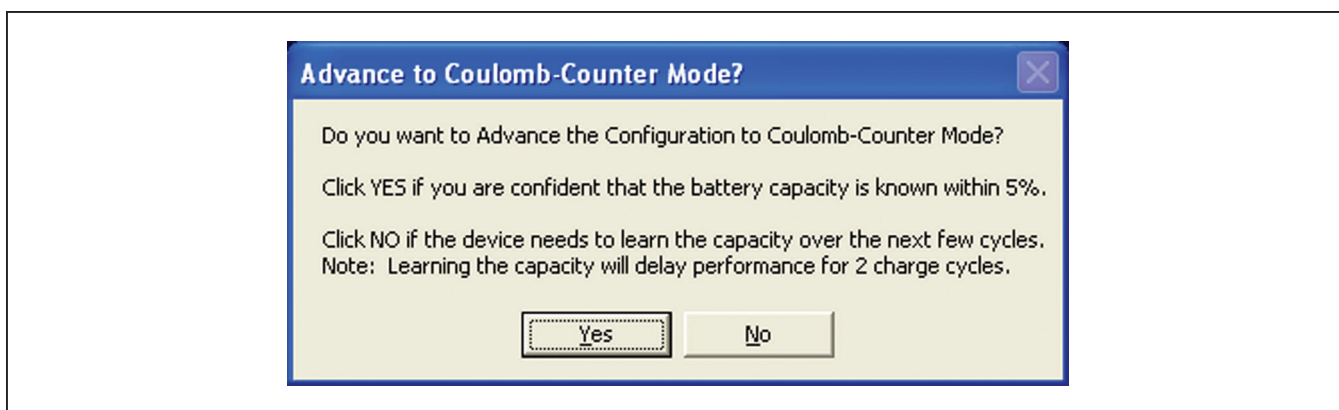 Advance to Coulomb-Counter Mode?
Do you want to Advance the Configuration to Coulomb-Counter Mode?
Click YES if you are confident that the battery capacity is known within 5%.
Click NO if the device needs to learn the capacity over the next few cycles.
Note: Learning the capacity will delay performance for 2 charge cycles.
Yes
No